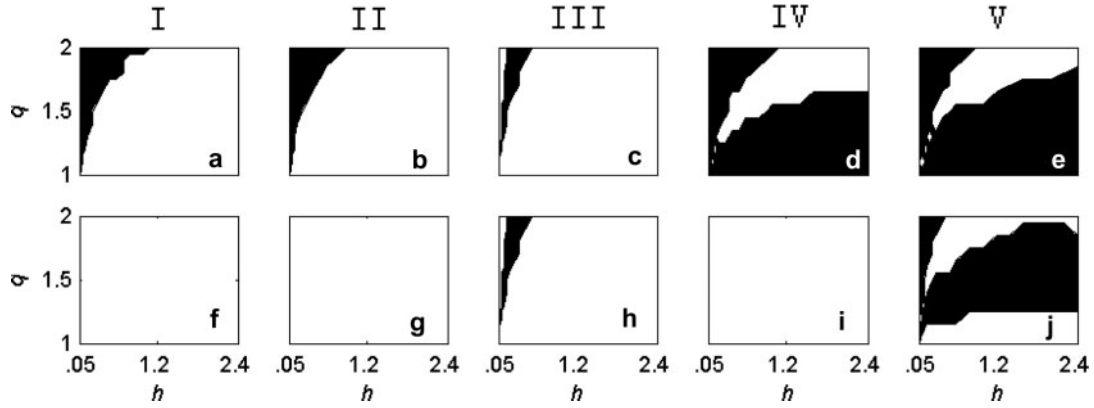 I II III IV V
q 2 1.5 1 a b c d e
q 2 1.5 1 f g h i j
.05 1.2 2.4 .05 1.2 2.4 .05 1.2 2.4 .05 1.2 2.4 .05 1.2 2.4
h h h h h